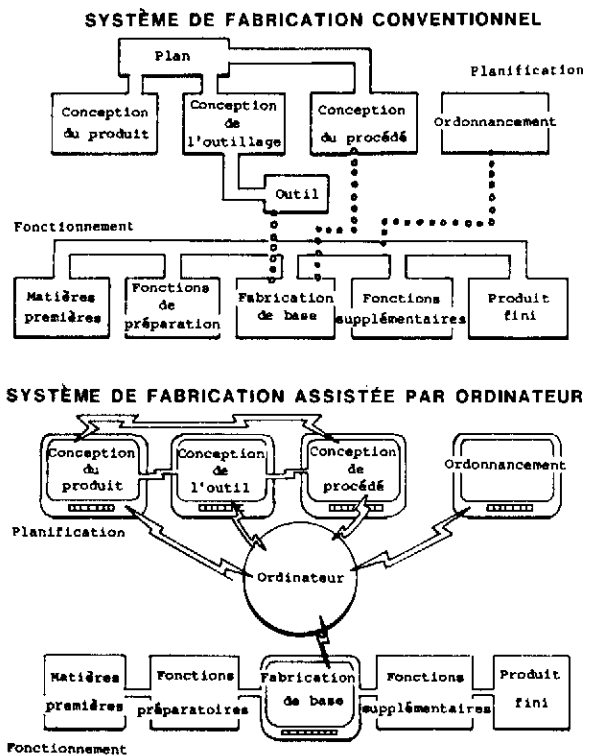 SYSTÈME DE FABRICATION CONVENTIONNEL
Plan
Planification
Conception
du produit
Conception
de
l'outillage
Conception
du procédé
Ordonnancement
Outil
Fonctionnement
Matières
premières
Fonctions
de
préparation
Fabrication
de base
Fonctions
supplémentaires
Produit
fini
SYSTÈME DE FABRICATION ASSISTÉE PAR ORDINATEUR
Conception
du
produit
Conception
de
l'outil
Conception
de
procédé
Ordonnancement
Planification
Ordinateur
Matières
premières
Fonctions
préparatoires
Fabrication
de base
Fonctions
supplémentaires
Produit
fini
Fonctionnement